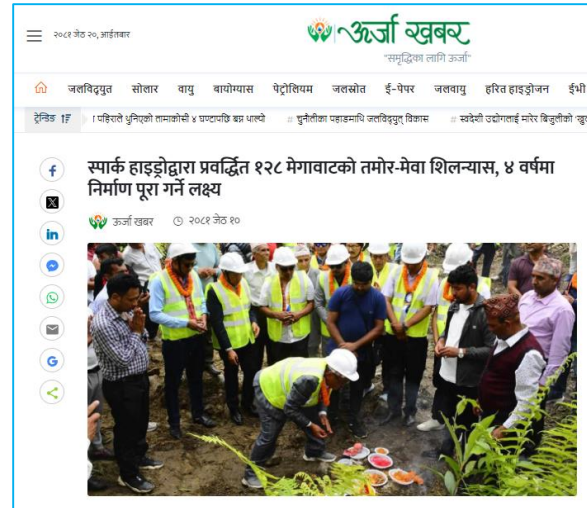 २०८१ जेठ २०, आईतबार
ऊर्जा खबर
"समृद्धिका लागि ऊर्जा"
जलविद्युत सोलार वायु बायोग्यास पेट्रोलियम जलस्रोत ई-पेपर जलवायु हरित हाइड्रोजन ईभी
ट्रेन्डिङ पहिराले थुनिएको तामाकोसी ४ घण्टापछि बग्न थाल्यो चुनौतीका पहाडमाथि जलविद्युत् विकास स्वदेशी उद्योगलाई मारेर बिजुलीको
स्पार्क हाइड्रोद्वारा प्रवर्द्धित १२८ मेगावाटको तमोर-मेवा शिलन्यास, ४ वर्षमा
निर्माण पूरा गर्ने लक्ष्य
ऊर्जा खबर २०८१ जेठ १०